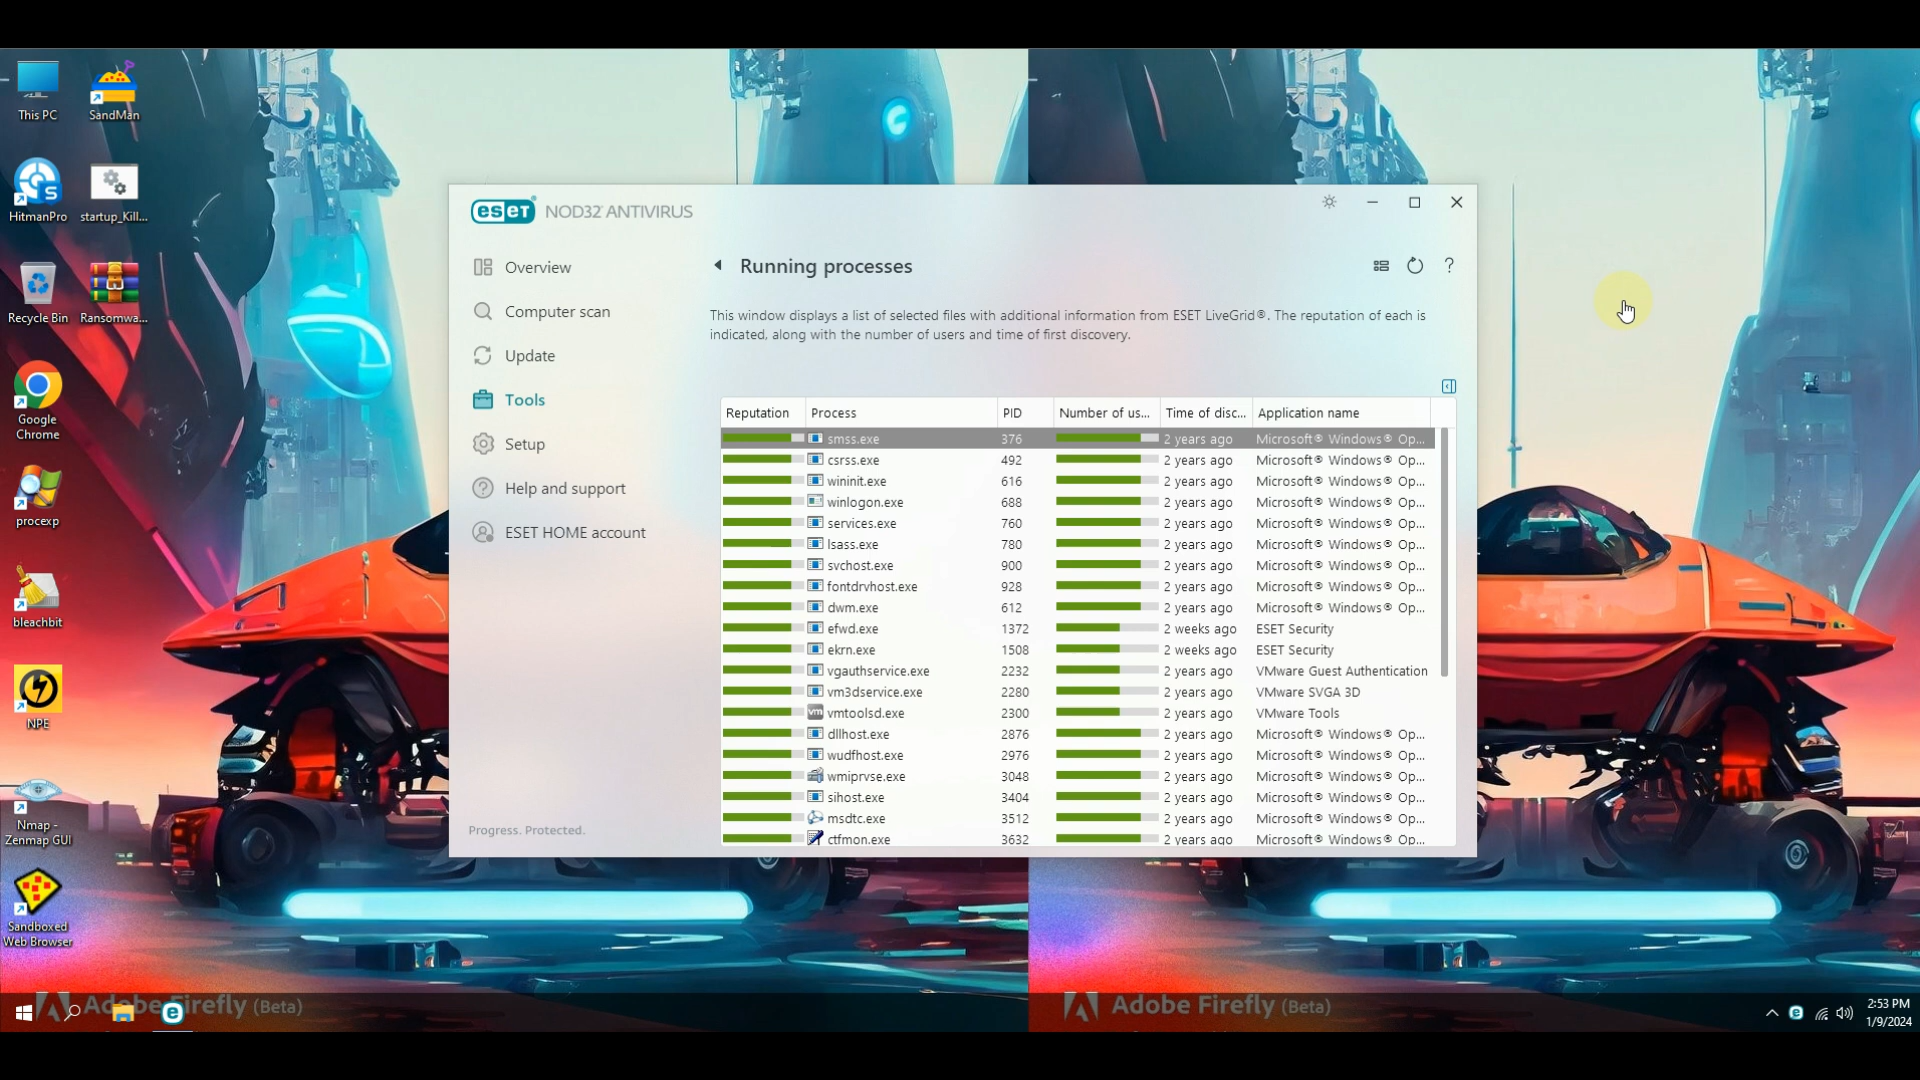 This PC
SandMan
HitmanPro
startup_Kill...
Recycle Bin
Ransomwa...
Google
Chrome
procexp
bleachbit
NPE
Nmap -
Zenmap GUI
Sandboxed
Web Browser
eset NOD32 ANTIVIRUS
Overview
Computer scan
Update
Tools
Setup
Help and support
ESET HOME account
Progress. Protected.
Running processes
?
This window displays a list of selected files with additional information from ESET LiveGrid®. The reputation of each is
indicated, along with the number of users and time of first discovery.
Reputation Process PID Number of us... Time of disc... Application name
smss.exe 376 2 years ago Microsoft® Windows® Op...
csrss.exe 492 2 years ago Microsoft® Windows® Op...
wininit.exe 616 2 years ago Microsoft® Windows® Op...
winlogon.exe 688 2 years ago Microsoft® Windows® Op...
services.exe 760 2 years ago Microsoft® Windows® Op...
lsass.exe 780 2 years ago Microsoft® Windows® Op...
svchost.exe 900 2 years ago Microsoft® Windows® Op...
fontdrvhost.exe 928 2 years ago Microsoft® Windows® Op...
dwm.exe 612 2 years ago Microsoft® Windows® Op...
efwd.exe 1372 2 weeks ago ESET Security
ekrn.exe 1508 2 weeks ago ESET Security
vgauthservice.exe 2232 2 years ago VMware Guest Authentication
vm3dservice.exe 2280 2 years ago VMware SVGA 3D
vmtoolsd.exe 2300 2 years ago VMware Tools
dllhost.exe 2876 2 years ago Microsoft® Windows® Op...
wudfhost.exe 2976 2 years ago Microsoft® Windows® Op...
wmiprvse.exe 3048 2 years ago Microsoft® Windows® Op...
sihost.exe 3404 2 years ago Microsoft® Windows® Op...
msdtc.exe 3512 2 years ago Microsoft® Windows® Op...
ctfmon.exe 3632 2 years ago Microsoft® Windows® Op...
Adobe Firefly (Beta)
Adobe Firefly (Beta)
2:53 PM
1/9/2024